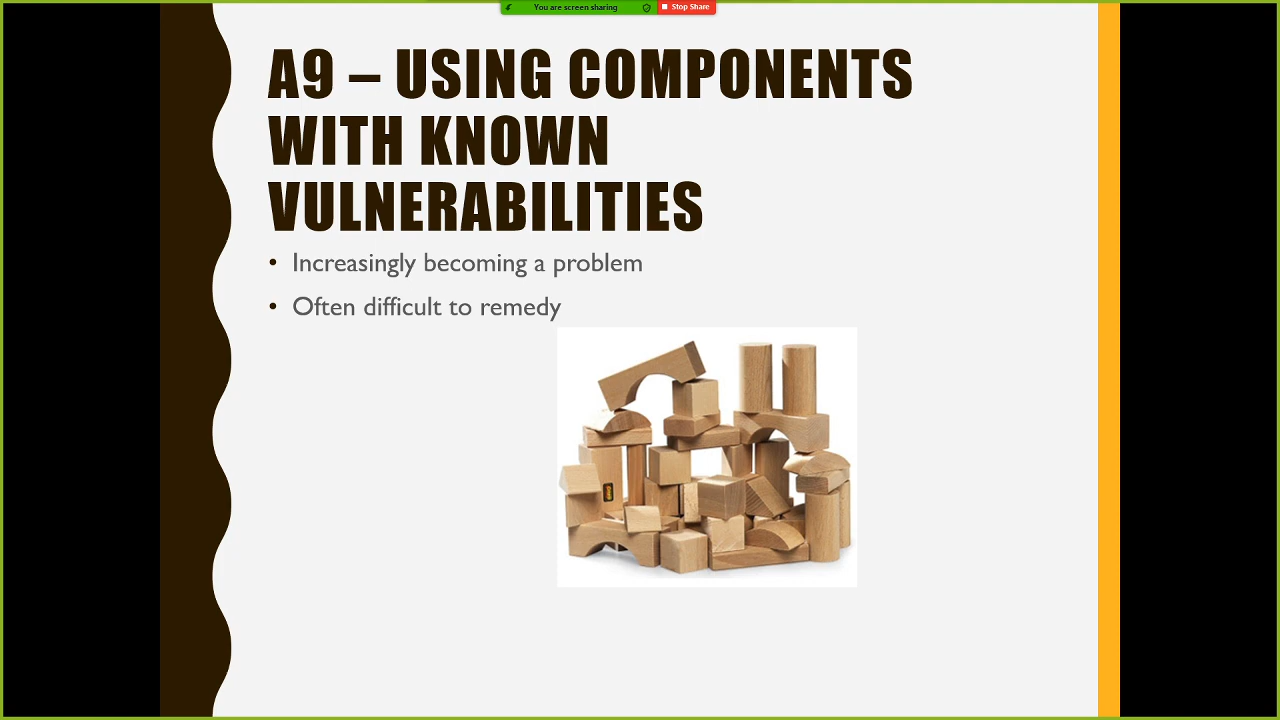 You are screen sharing
Stop Share
A9 – USING COMPONENTS
WITH KNOWN
VULNERABILITIES
• Increasingly becoming a problem
• Often difficult to remedy